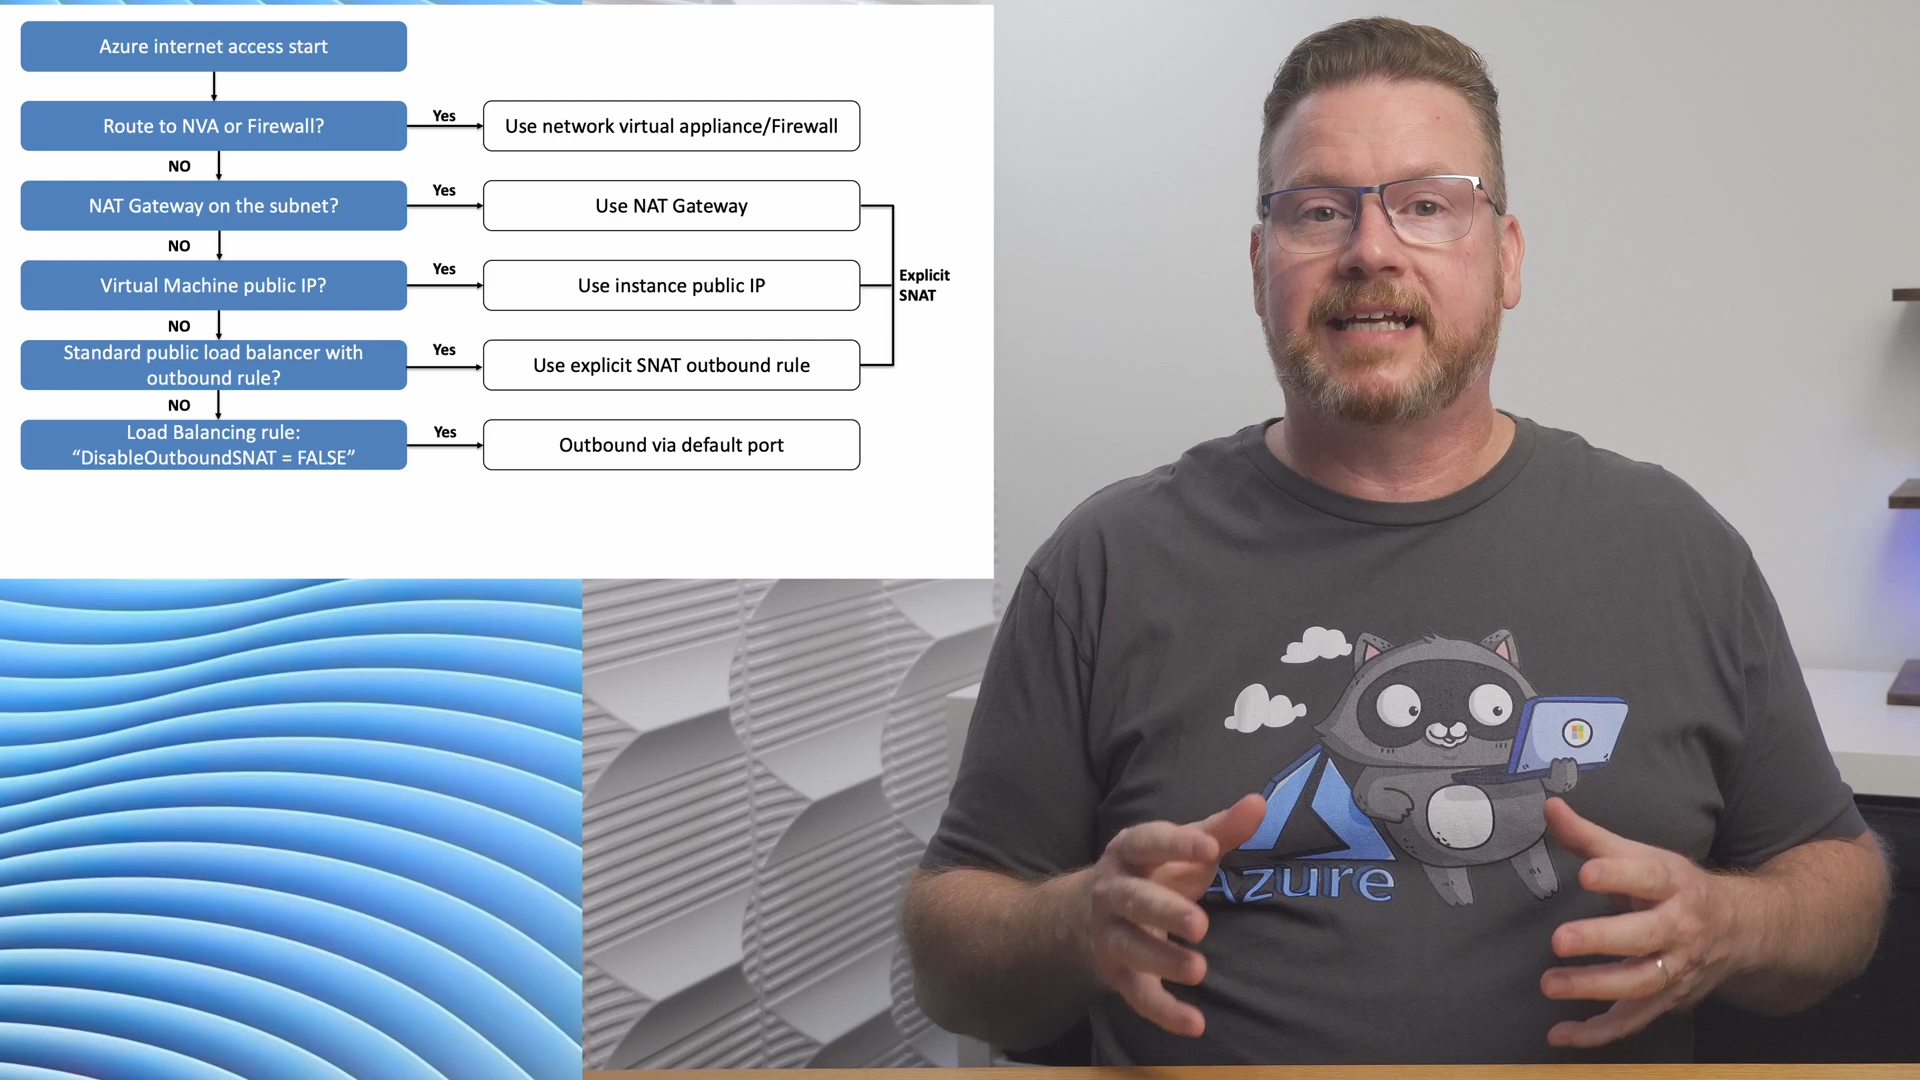 Azure internet access start
Route to NVA or Firewall?
Yes
Use network virtual appliance/Firewall
NO
NAT Gateway on the subnet?
Yes
Use NAT Gateway
NO
Virtual Machine public IP?
Yes
Use instance public IP
Explicit
SNAT
NO
Standard public load balancer with
outbound rule?
Yes
Use explicit SNAT outbound rule
NO
Load Balancing rule:
“DisableOutboundSNAT = FALSE”
Yes
Outbound via default port
Azure